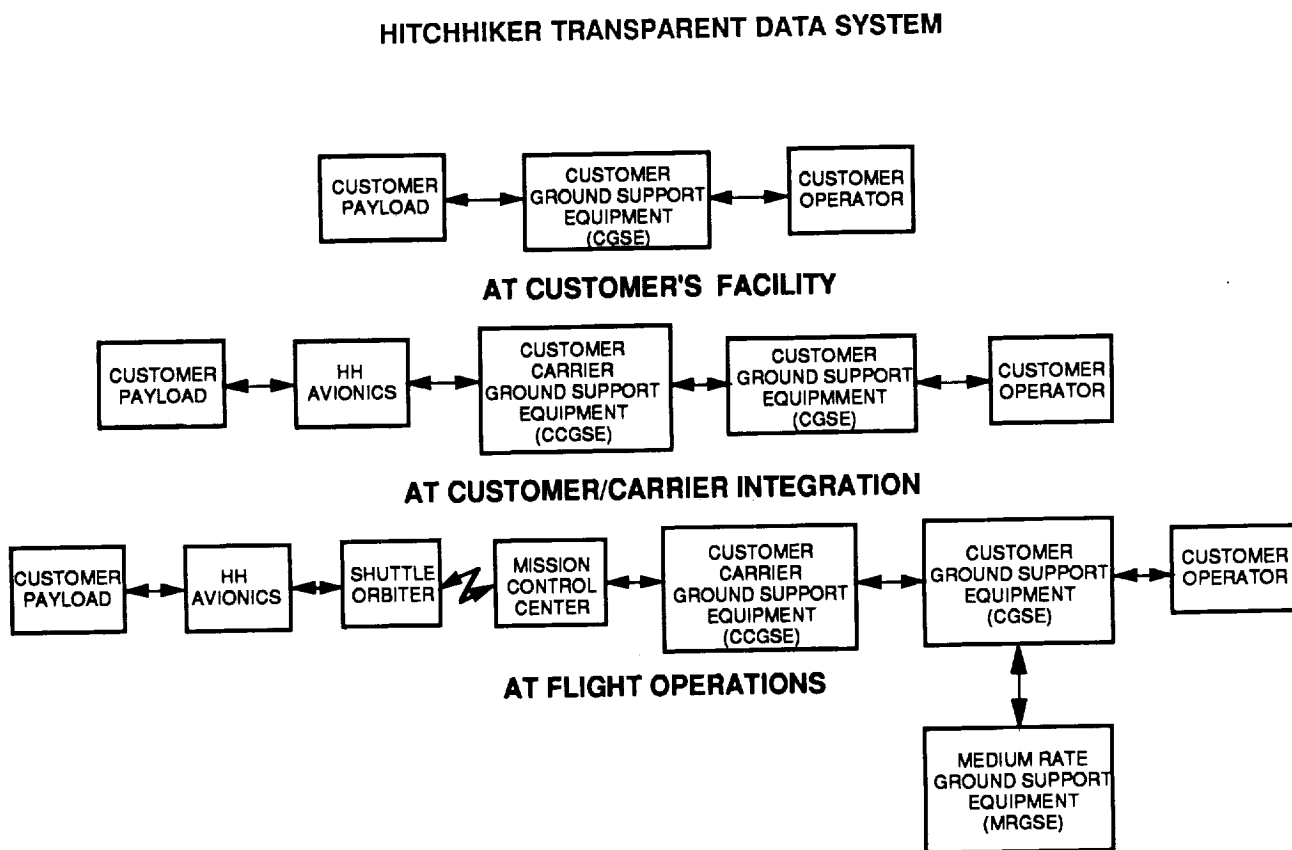 HITCHHIKER TRANSPARENT DATA SYSTEM
CUSTOMER
PAYLOAD
CUSTOMER
GROUND SUPPORT
EQUIPMENT
(CGSE)
CUSTOMER
OPERATOR
AT CUSTOMER'S FACILITY
CUSTOMER
PAYLOAD
HH
AVIONICS
CUSTOMER
CARRIER
GROUND SUPPORT
EQUIPMENT
(CCGSE)
CUSTOMER
GROUND SUPPORT
EQUIPMMENT
(CGSE)
CUSTOMER
OPERATOR
AT CUSTOMER/CARRIER INTEGRATION
CUSTOMER
PAYLOAD
HH
AVIONICS
SHUTTLE
ORBITER
MISSION
CONTROL
CENTER
CUSTOMER
CARRIER
GROUND SUPPORT
EQUIPMENT
(CCGSE)
CUSTOMER
GROUND SUPPORT
EQUIPMENT
(CGSE)
CUSTOMER
OPERATOR
AT FLIGHT OPERATIONS
MEDIUM RATE
GROUND SUPPORT
EQUIPMENT
(MRGSE)